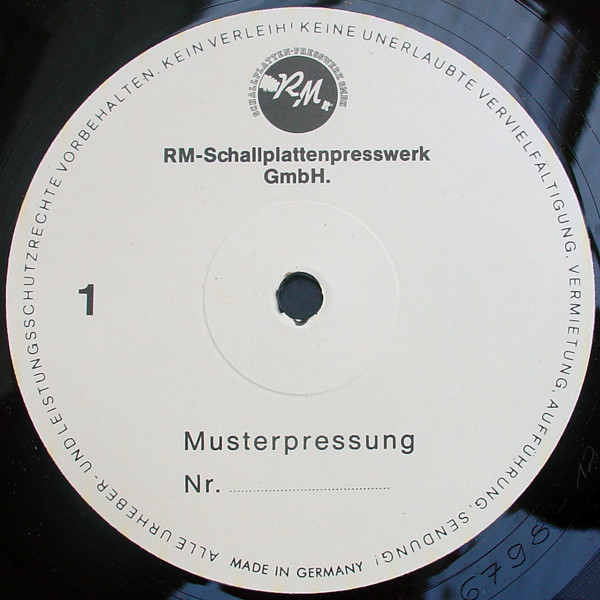 SCHALLPLATTEN-PRESSWERK GMBH
RM
RM-Schallplattenpresswerk
GmbH.
1
Musterpressung
Nr. ........................................
ALLE URHEBER- UND LEISTUNGSSCHUTZRECHTE VORBEHALTEN. KEIN VERLEIH! KEINE UNERLAUBTE VERVIELFÄLTIGUNG, VERMIETUNG, AUFFÜHRUNG, SENDUNG!
MADE IN GERMANY
6798